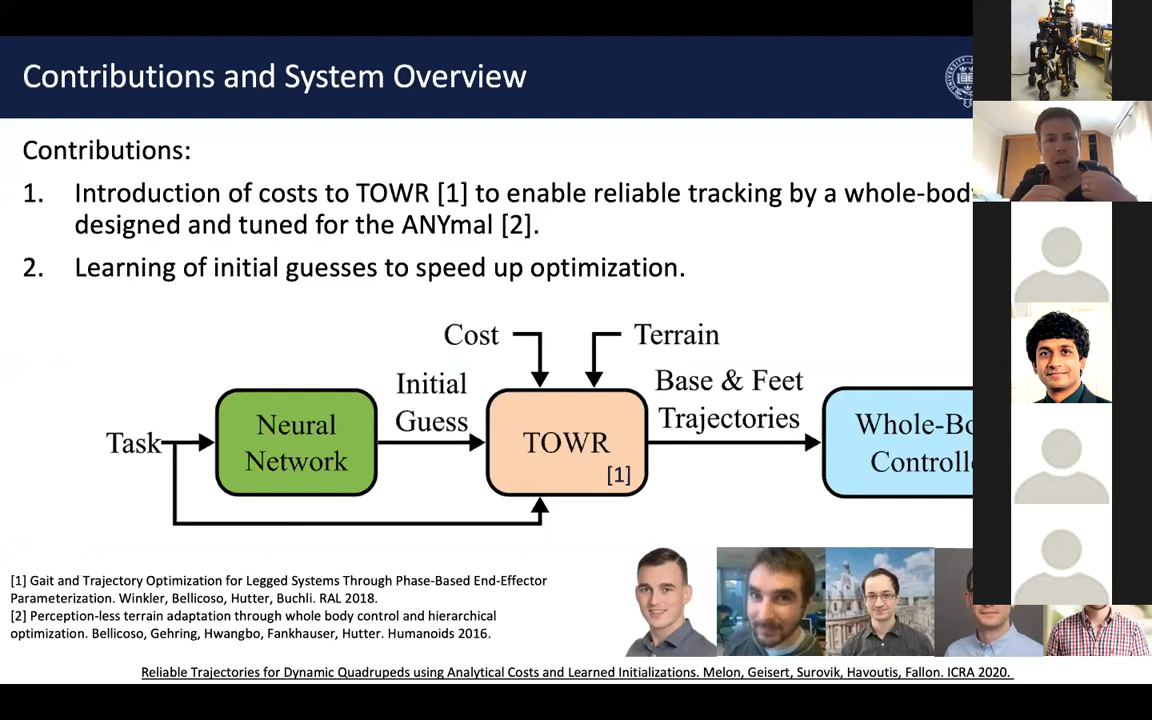 Contributions and System Overview
Contributions:
1. Introduction of costs to TOWR [1] to enable reliable tracking by a
designed and tuned for the ANYmal [2].
2. Learning of initial guesses to speed up optimization.
Cost
Terrain
Initial
Guess
Base & Feet
Trajectories
Task
Neural
Network
TOWR
[1]
[1] Gait and Trajectory Optimization for Legged Systems Through Phase-Based End-Effector
Parameterization. Winkler, Bellicoso, Hutter, Buchli. RAL 2018.
[2] Perception-less terrain adaptation through whole body control and hierarchical
optimization. Bellicoso, Gehring, Hwangbo, Fankhauser, Hutter. Humanoids 2016.
Reliable Trajectories for Dynamic Quadrupeds using Analytical Costs and Learned Initializations. Melon, Geisert, Surovik, Havoutis, Fallon. ICRA 2020.